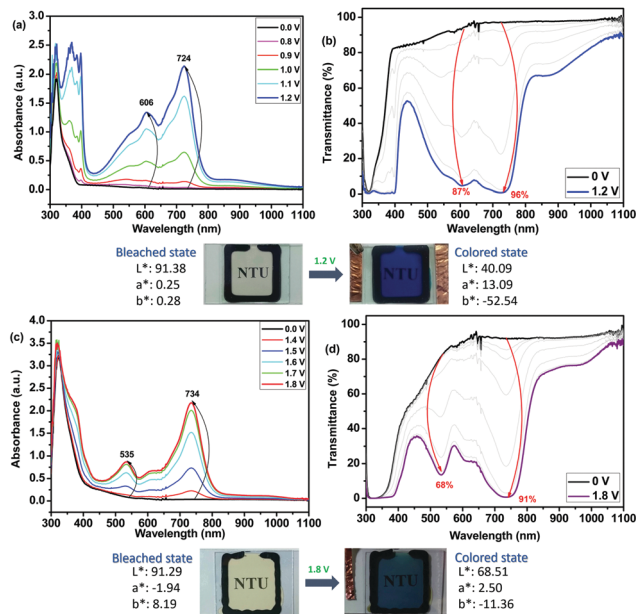 (a)
3.5
3.0
2.5
2.0
1.5
1.0
0.5
0.0
Absorbance (a.u.)
300 400 500 600 700 800 900 1000 1100
Wavelength (nm)
606
724
0.0 V
0.8 V
0.9 V
1.0 V
1.1 V
1.2 V
(b)
100
80
60
40
20
0
Transmittance (%)
300 400 500 600 700 800 900 1000 1100
Wavelength (nm)
87%
96%
0 V
1.2 V
Bleached state
L*: 91.38
a*: 0.25
b*: 0.28
NTU
1.2 V
NTU
Colored state
L*: 40.09
a*: 13.09
b*: -52.54
(c)
4.0
3.5
3.0
2.5
2.0
1.5
1.0
0.5
0.0
Absorbance (a.u.)
300 400 500 600 700 800 900 1000 1100
Wavelength (nm)
535
734
0.0 V
1.4 V
1.5 V
1.6 V
1.7 V
1.8 V
(d)
100
80
60
40
20
0
Transmittance (%)
300 400 500 600 700 800 900 1000 1100
Wavelength (nm)
68%
91%
0 V
1.8 V
Bleached state
L*: 91.29
a*: -1.94
b*: 8.19
NTU
1.8 V
NTU
Colored state
L*: 68.51
a*: 2.50
b*: -11.36